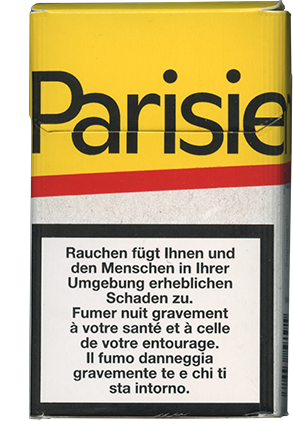 Parisie
Rauchen fügt Ihnen und
den Menschen in Ihrer
Umgebung erheblichen
Schaden zu.
Fumer nuit gravement
à votre santé et à celle
de votre entourage.
Il fumo danneggia
gravemente te e chi ti
sta intorno.